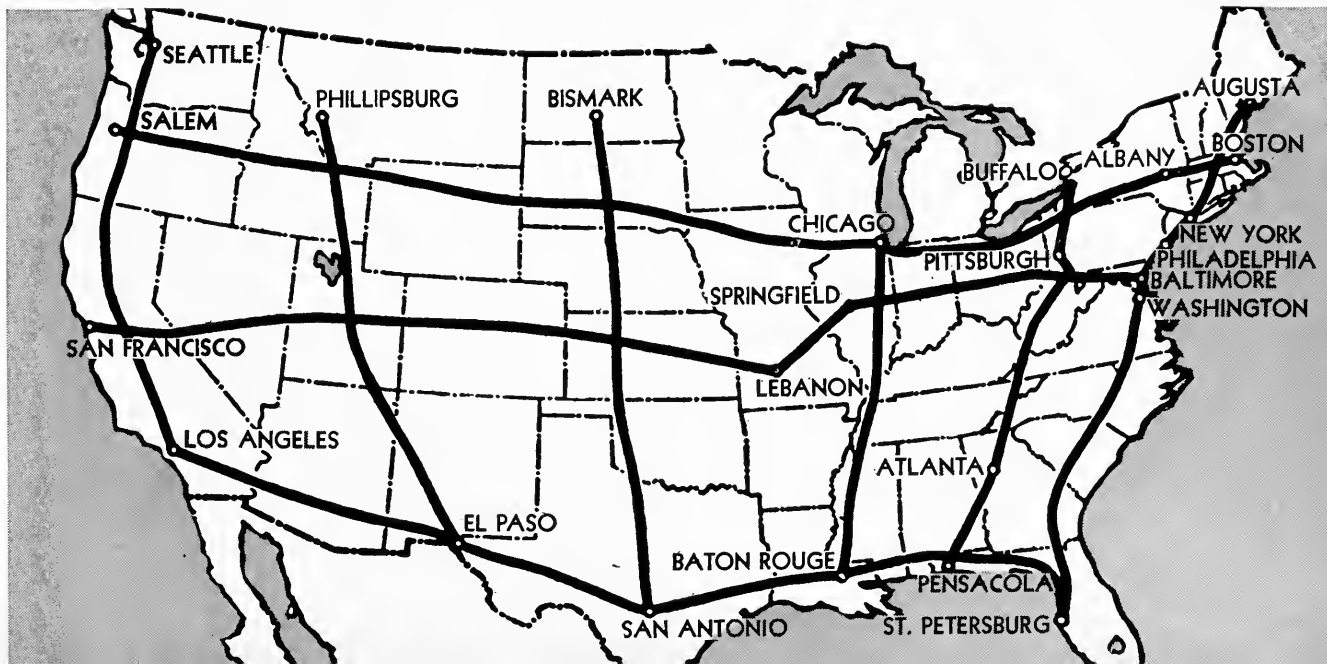 SEATTLE
AUGUSTA
PHILLIPSBURG
BISMARK
SALEM
BOSTON
ALBANY
BUFFALO
CHICAGO
NEW YORK
PITTSBURGH
PHILADELPHIA
BALTIMORE
SPRINGFIELD
WASHINGTON
SAN FRANCISCO
LEBANON
LOS ANGELES
ATLANTA
EL PASO
BATON ROUGE
PENSACOLA
SAN ANTONIO
ST. PETERSBURG